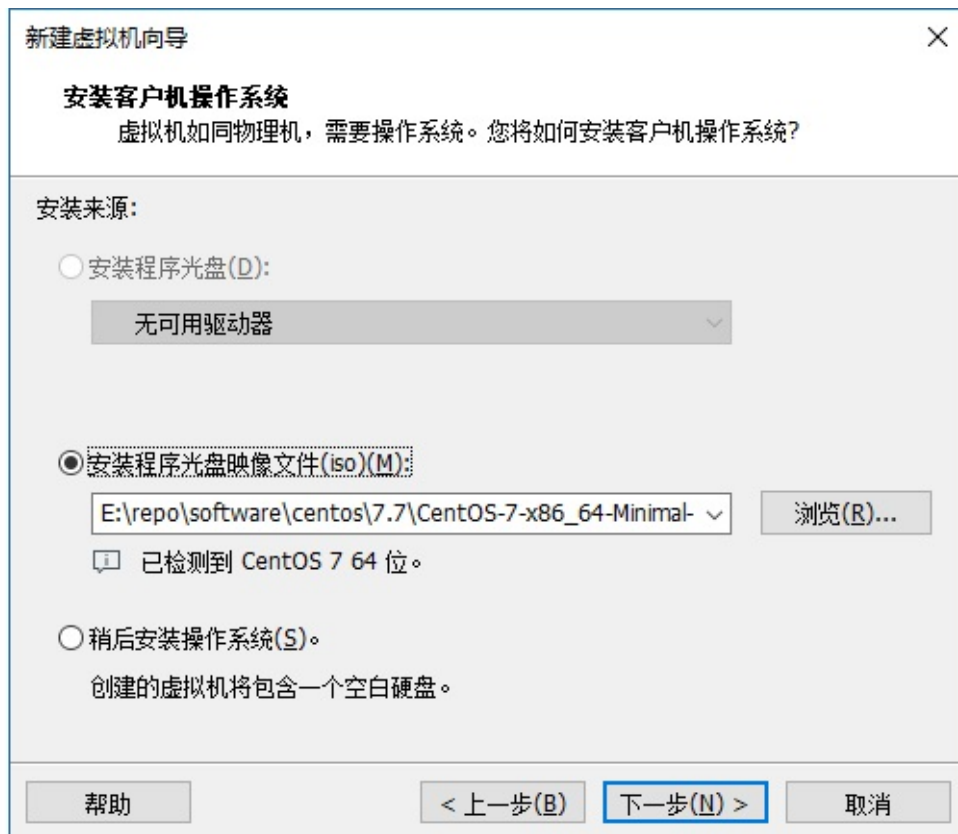 新建虚拟机向导
安装客户机操作系统
虚拟机如同物理机，需要操作系统。您将如何安装客户机操作系统?
安装来源:
安装程序光盘(D):
无可用驱动器
安装程序光盘映像文件(iso)(M):
E:\repo\software\centos\7.7\CentOS-7-x86_64-Minimal-
浏览(R)...
已检测到 CentOS 7 64 位。
稍后安装操作系统(S)。
创建的虚拟机将包含一个空白硬盘。
帮助
< 上一步(B)
下一步(N) >
取消